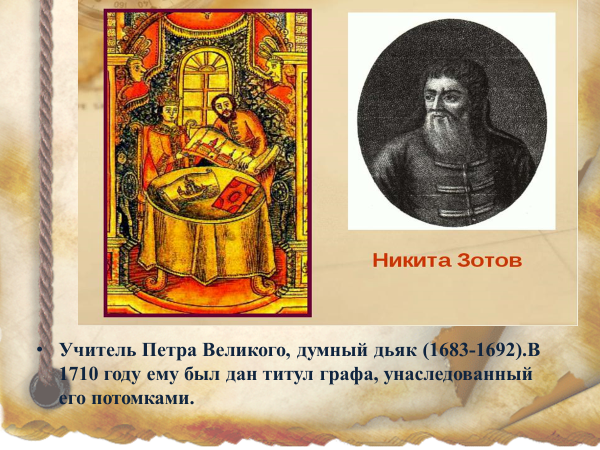 Никита Зотов
• Учитель Петра Великого, думный дьяк (1683-1692).В
1710 году ему был дан титул графа, унаследованный
его потомками.